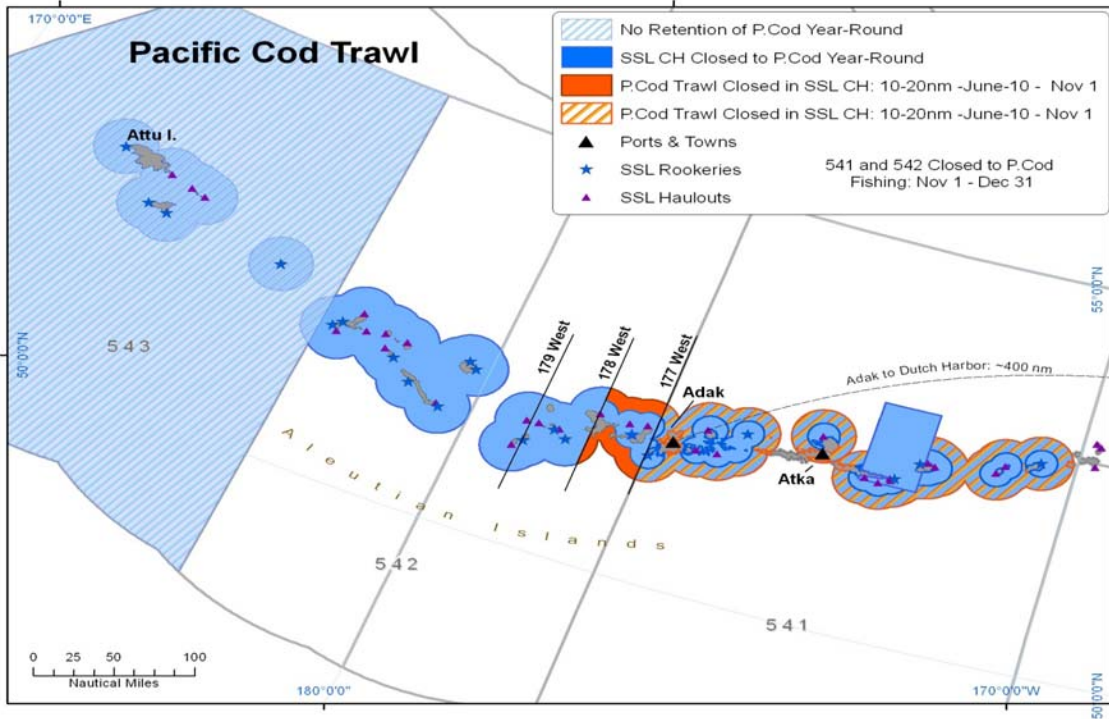 170°0'0"E
Pacific Cod Trawl
No Retention of P.Cod Year-Round
SSL CH Closed to P.Cod Year-Round
P.Cod Trawl Closed in SSL CH: 10-20nm -June-10 - Nov 1
P.Cod Trawl Closed in SSL CH: 10-20nm -June-10 - Nov 1
Ports & Towns
SSL Rookeries
SSL Haulouts
541 and 542 Closed to P.Cod
Fishing: Nov 1 - Dec 31
Attu I.
55°0'0"N
50°0'0"N
543
179 West
178 West
177 West
Adak to Dutch Harbor: ~400 nm
Adak
Atka
Aleutian Islands
542
541
0 25 50 100
Nautical Miles
180°0'0"
170°0'0"W
50°0'0"N